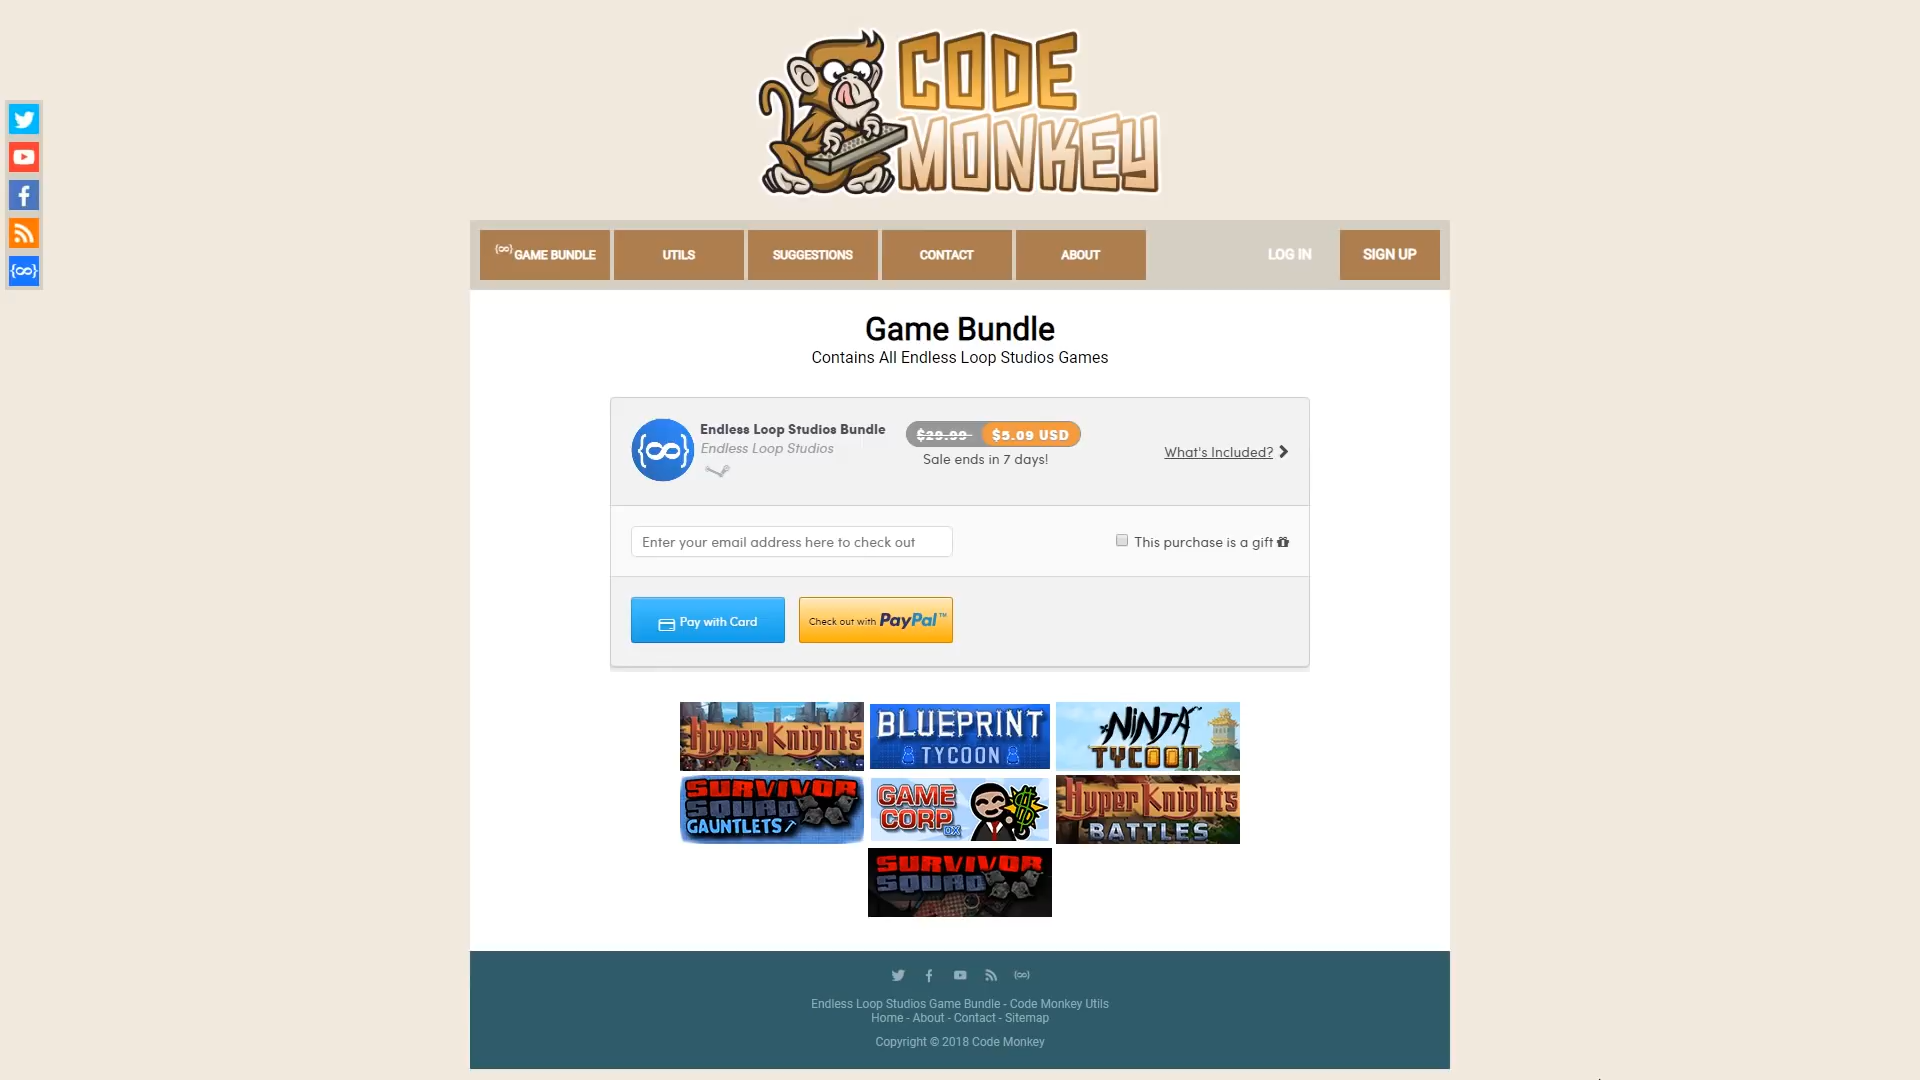 CODE
MONKEY
{∞} GAME BUNDLE
UTILS
SUGGESTIONS
CONTACT
ABOUT
LOG IN
SIGN UP
Game Bundle
Contains All Endless Loop Studios Games
Endless Loop Studios Bundle
Endless Loop Studios
$29.99 $5.09 USD
Sale ends in 7 days!
What's Included?
Enter your email address here to check out
This purchase is a gift
Pay with Card
Check out with PayPal™
Hyper Knights
BLUEPRINT
TYCOON
NINJA
TYCOON
SURVIVOR
SQUAD
GAUNTLETS
GAME
CORP DX
Hyper Knights
BATTLES
SURVIVOR
SQUAD
Endless Loop Studios Game Bundle - Code Monkey Utils
Home - About - Contact - Sitemap
Copyright © 2018 Code Monkey